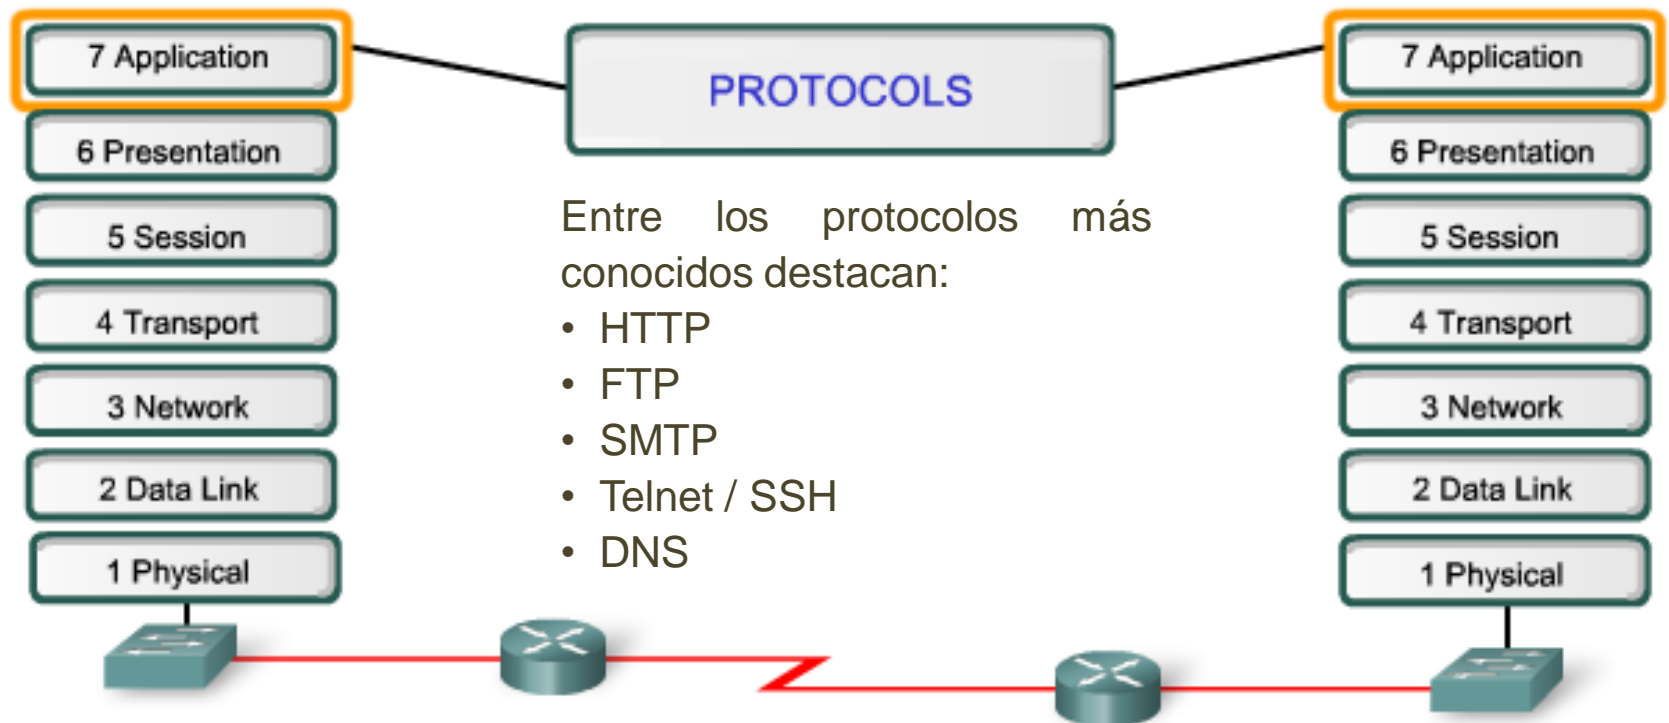 7 Application
6 Presentation
5 Session
4 Transport
3 Network
2 Data Link
1 Physical
PROTOCOLS
Entre los protocolos más
conocidos destacan:
• HTTP
• FTP
• SMTP
• Telnet / SSH
• DNS
7 Application
6 Presentation
5 Session
4 Transport
3 Network
2 Data Link
1 Physical